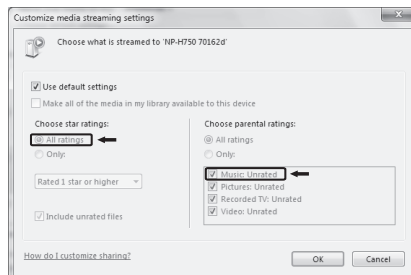 Customize media streaming settings
x
Choose what is streamed to 'NP-H750 70162d'
Use default settings
Make all of the media in my library available to this device
Choose star ratings:
All ratings
Only:
Rated 1 star or higher
Include unrated files
Choose parental ratings:
All ratings
Only:
Music: Unrated
Pictures: Unrated
Recorded TV: Unrated
Video: Unrated
How do I customize sharing?
OK
Cancel